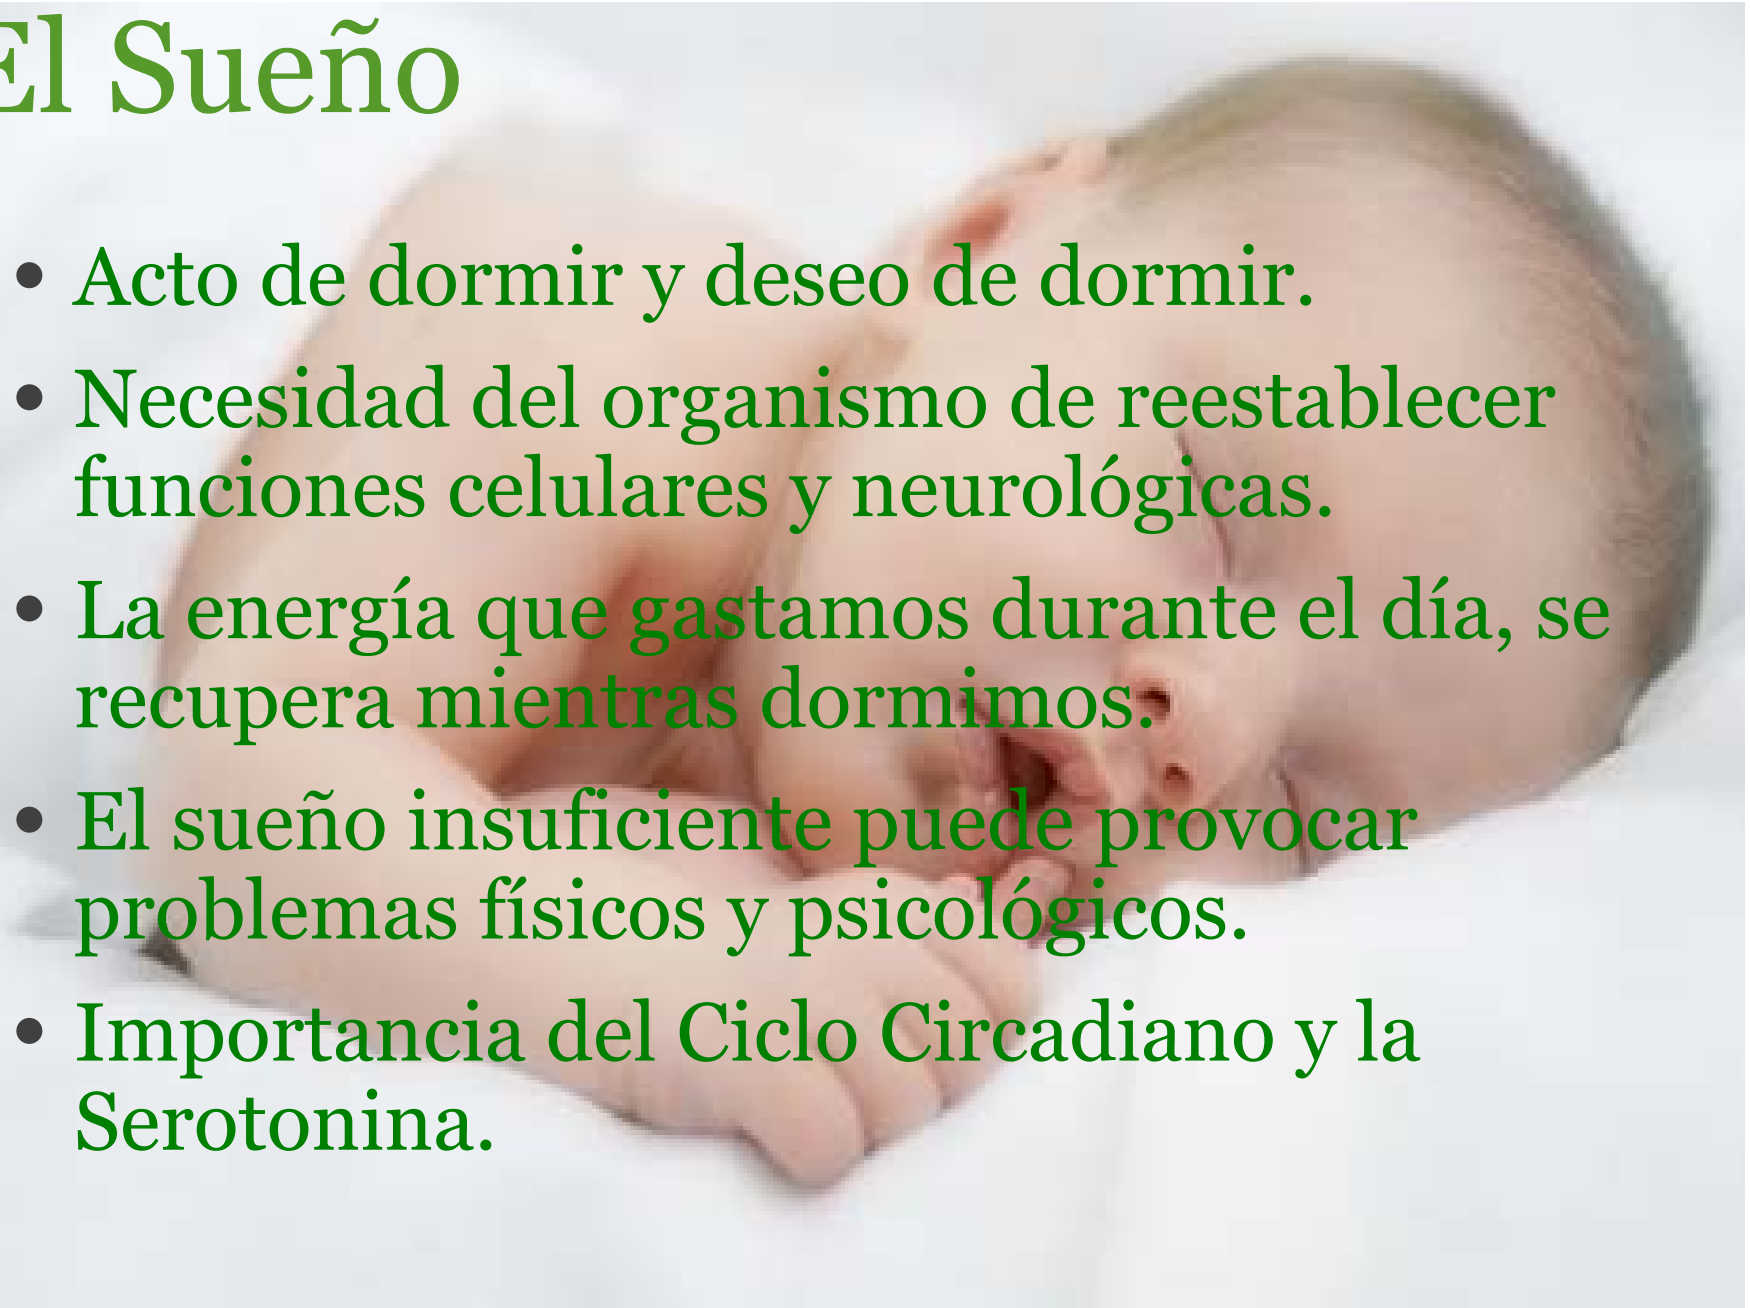 El Sueño
• Acto de dormir y deseo de dormir.
• Necesidad del organismo de reestablecer
funciones celulares y neurológicas.
• La energía que gastamos durante el día, se
recupera mientras dormimos.
• El sueño insuficiente puede provocar
problemas físicos y psicológicos.
• Importancia del Ciclo Circadiano y la
Serotonina.